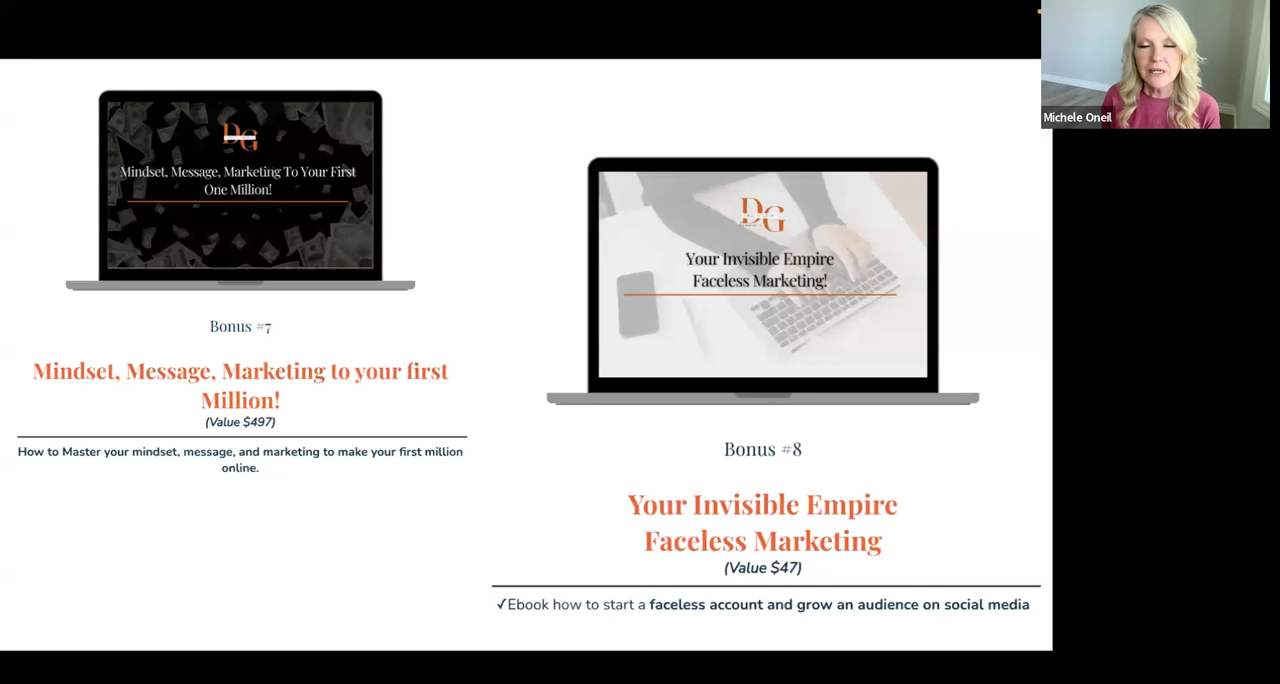 Michele Oneil
DG
Mindset, Message, Marketing To Your First
One Million!
Bonus #7
Mindset, Message, Marketing to your first
Million!
(Value $497)
How to Master your mindset, message, and marketing to make your first million
online.
DG
Your Invisible Empire
Faceless Marketing!
Bonus #8
Your Invisible Empire
Faceless Marketing
(Value $47)
✓Ebook how to start a faceless account and grow an audience on social media